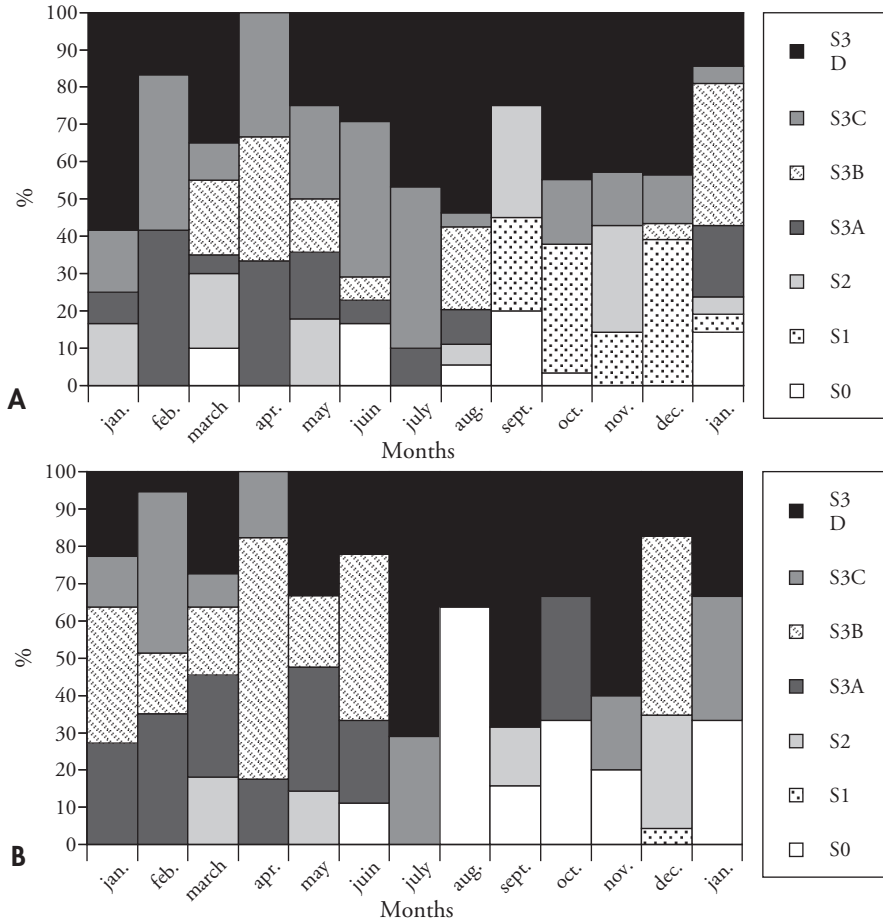 100
90
80
70
60
50
40
30
20
10
0
%
jan.
feb.
march
apr.
may
juin
july
aug.
sept.
oct.
nov.
dec.
jan.
Months
A
S3
D
S3C
S3B
S3A
S2
S1
S0
100
90
80
70
60
50
40
30
20
10
0
%
jan.
feb.
march
apr.
may
juin
july
aug.
sept.
oct.
nov.
dec.
jan.
Months
B
S3
D
S3C
S3B
S3A
S2
S1
S0